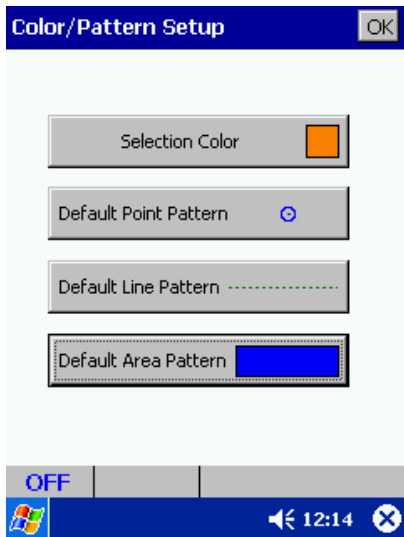 Color/Pattern Setup OK
Selection Color
Default Point Pattern
Default Line Pattern
Default Area Pattern
OFF
12:14